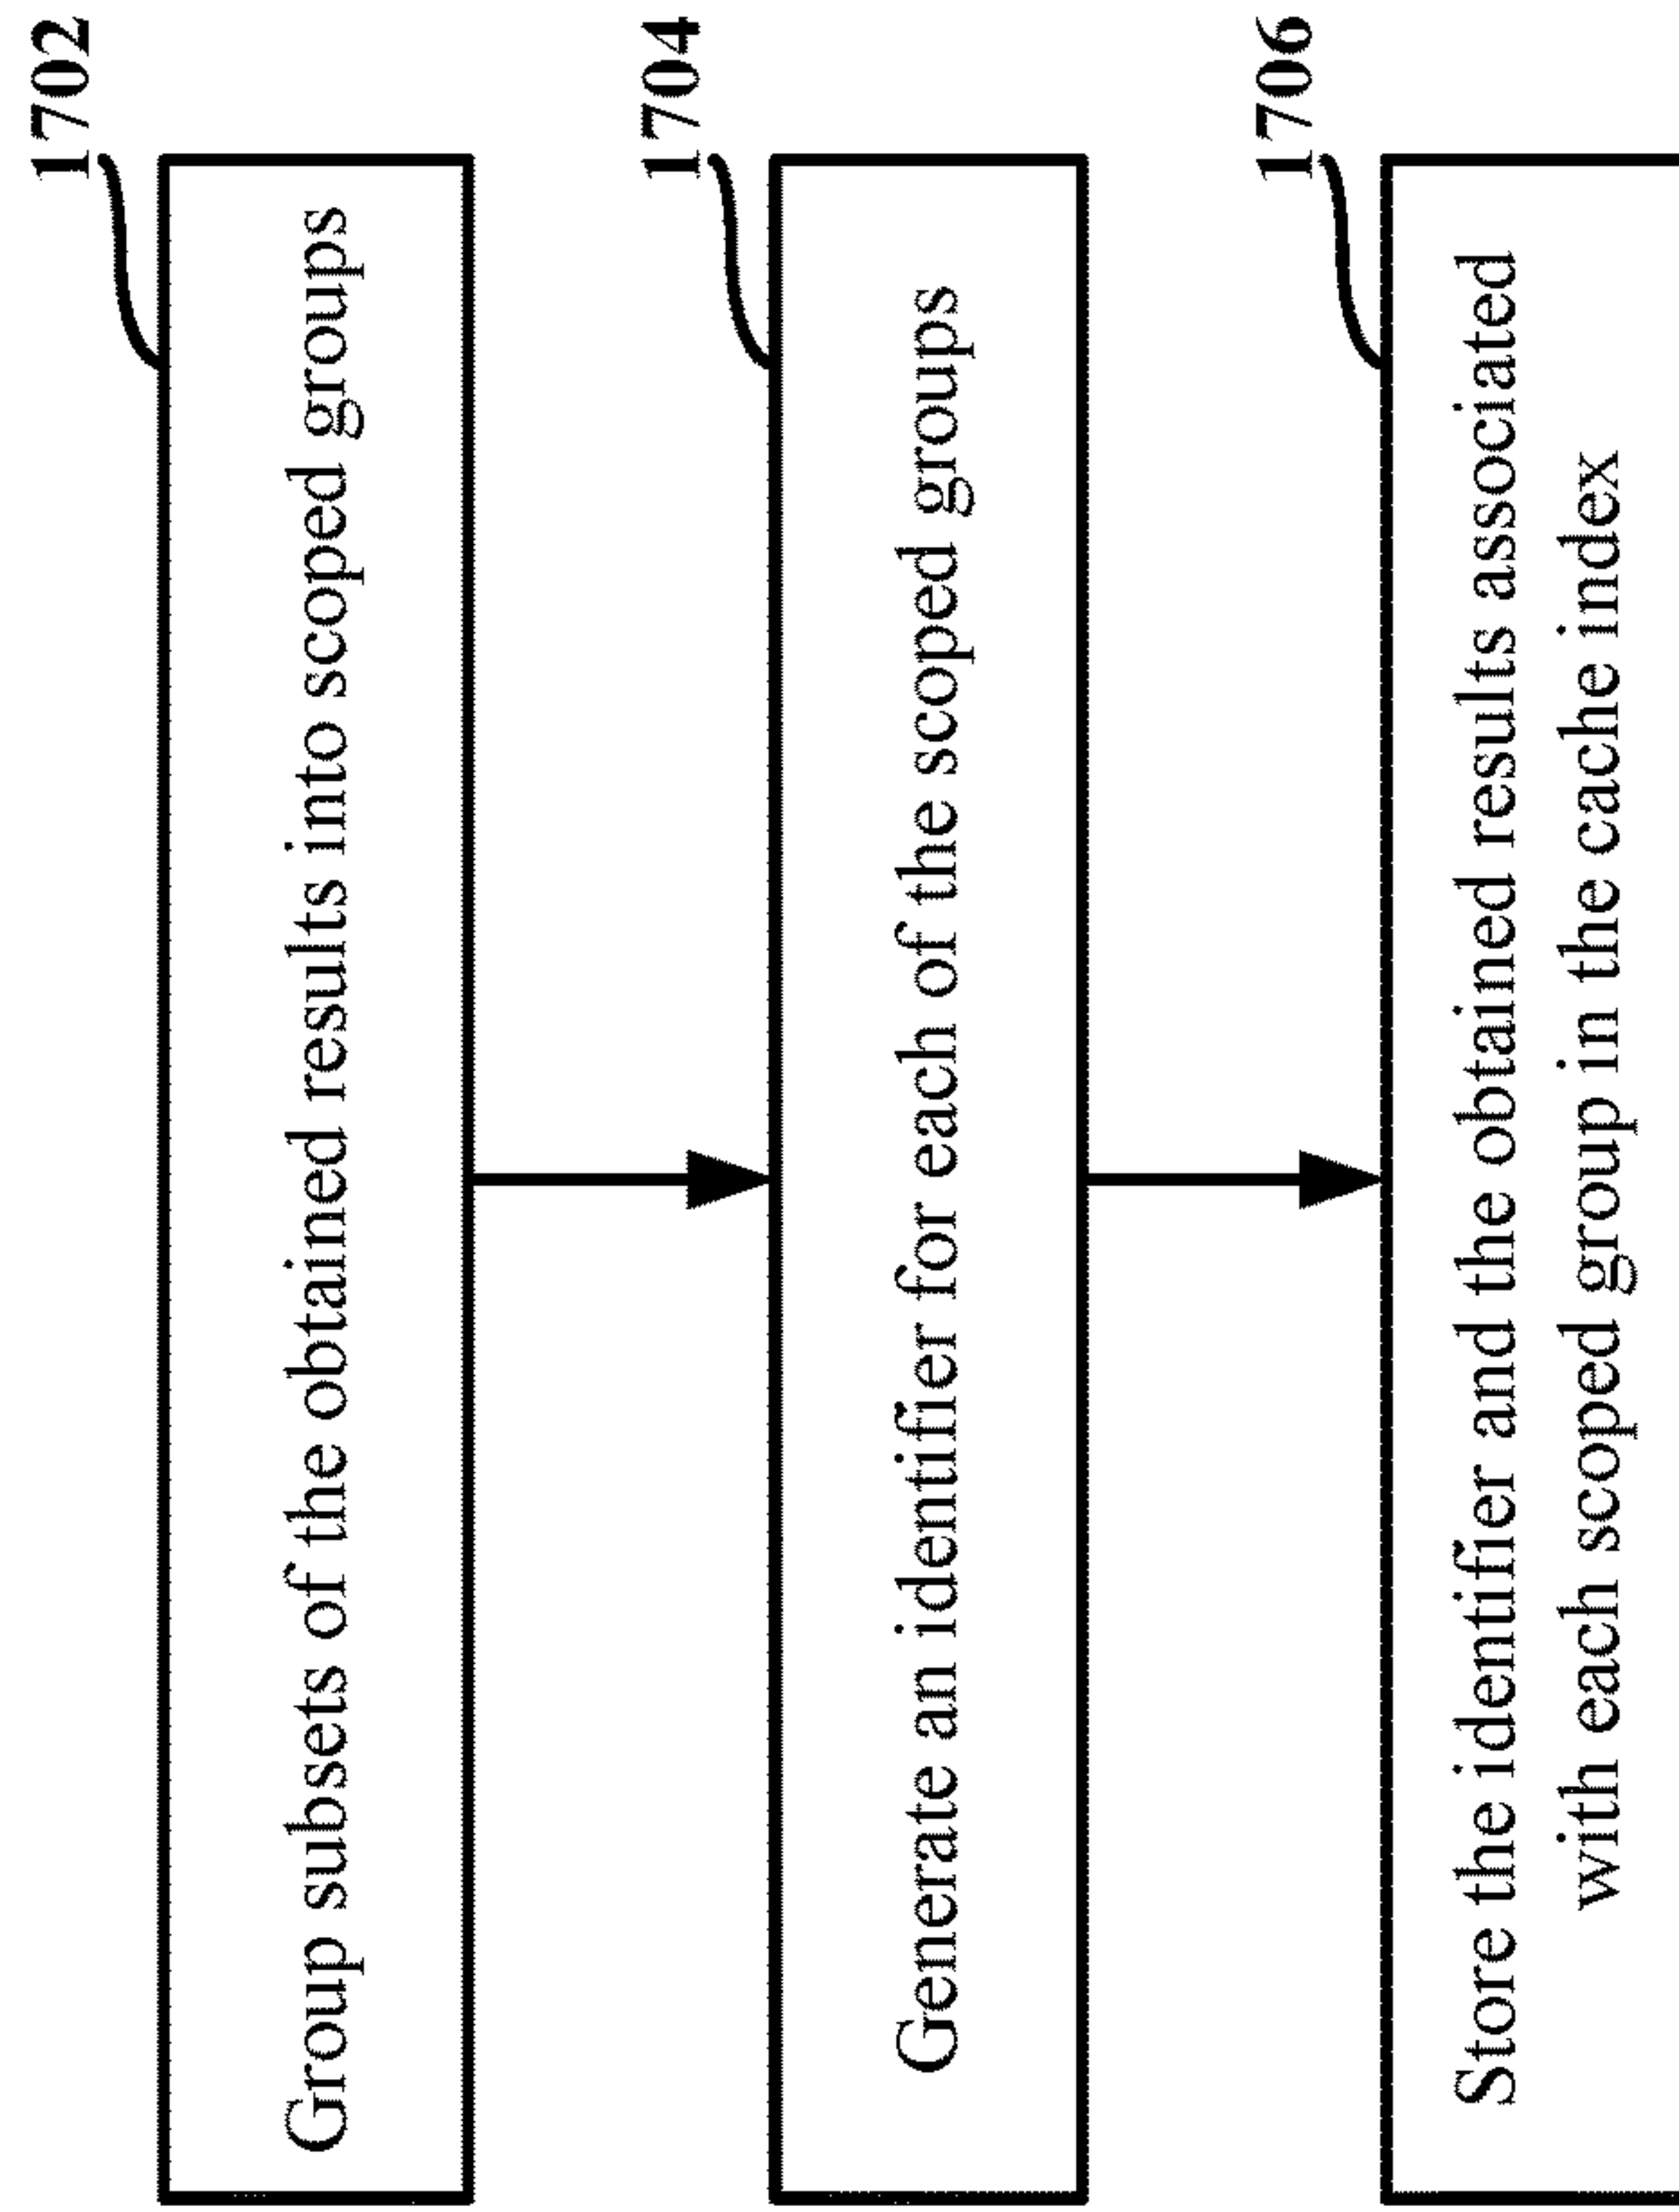 1702
Group subsets of the obtained results into scoped groups
1704
Generate an identifier for each of the scoped groups
1706
Store the identifier and the obtained results associated
with each scoped group in the cache index